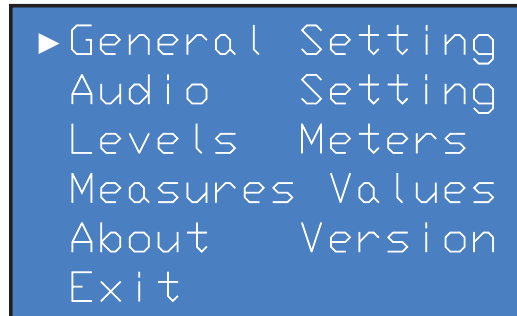 ►General Setting
Audio Setting
Levels Meters
Measures Values
About Version
Exit